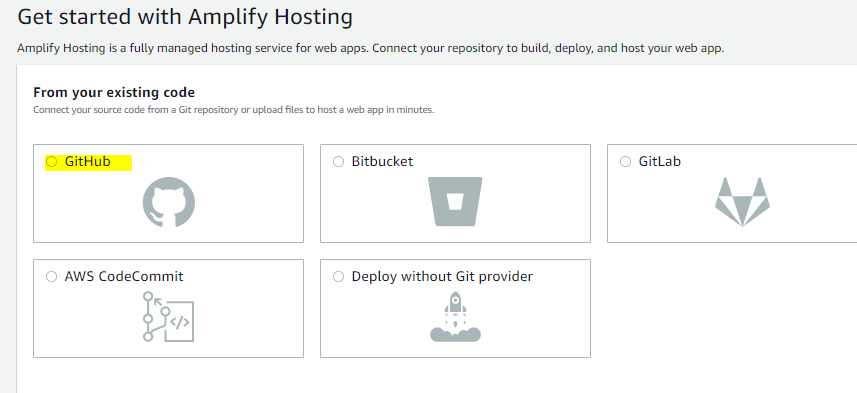 Get started with Amplify Hosting
Amplify Hosting is a fully managed hosting service for web apps. Connect your repository to build, deploy, and host your web app.
From your existing code
Connect your source code from a Git repository or upload files to host a web app in minutes.
GitHub
Bitbucket
GitLab
AWS CodeCommit
Deploy without Git provider